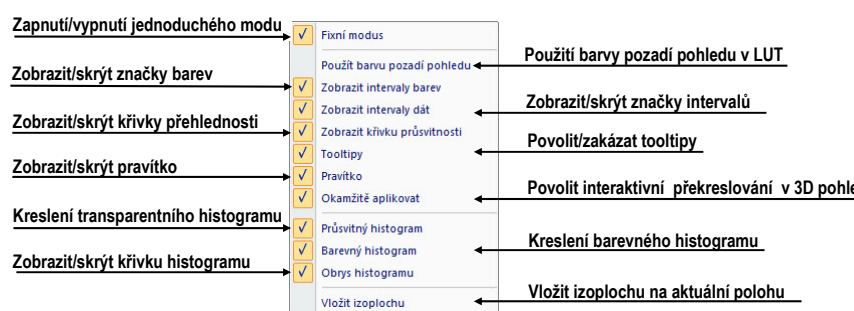 Zapnutí/vypnutí jednoduchého modu
Fixní modus
Použít barvu pozadí pohledu
Použití barvy pozadí pohledu v LUT
Zobrazit/skrýt značky barev
Zobrazit intervaly barev
Zobrazit intervaly dát
Zobrazit/skrýt značky intervalů
Zobrazit/skrýt křivky přehlednosti
Zobrazit křivku průsvitnosti
Tooltipy
Povolit/zakázat tooltipy
Zobrazit/skrýt pravítko
Pravítko
Okamžitě aplikovat
Povolit interaktivní překreslování v 3D pohle
Kreslení transparentního histogramu
Průsvitný histogram
Barevný histogram
Kreslení barevného histogramu
Zobrazit/skrýt křivku histogramu
Obrys histogramu
Vložit izoplochu
Vložit izoplochu na aktuální polohu